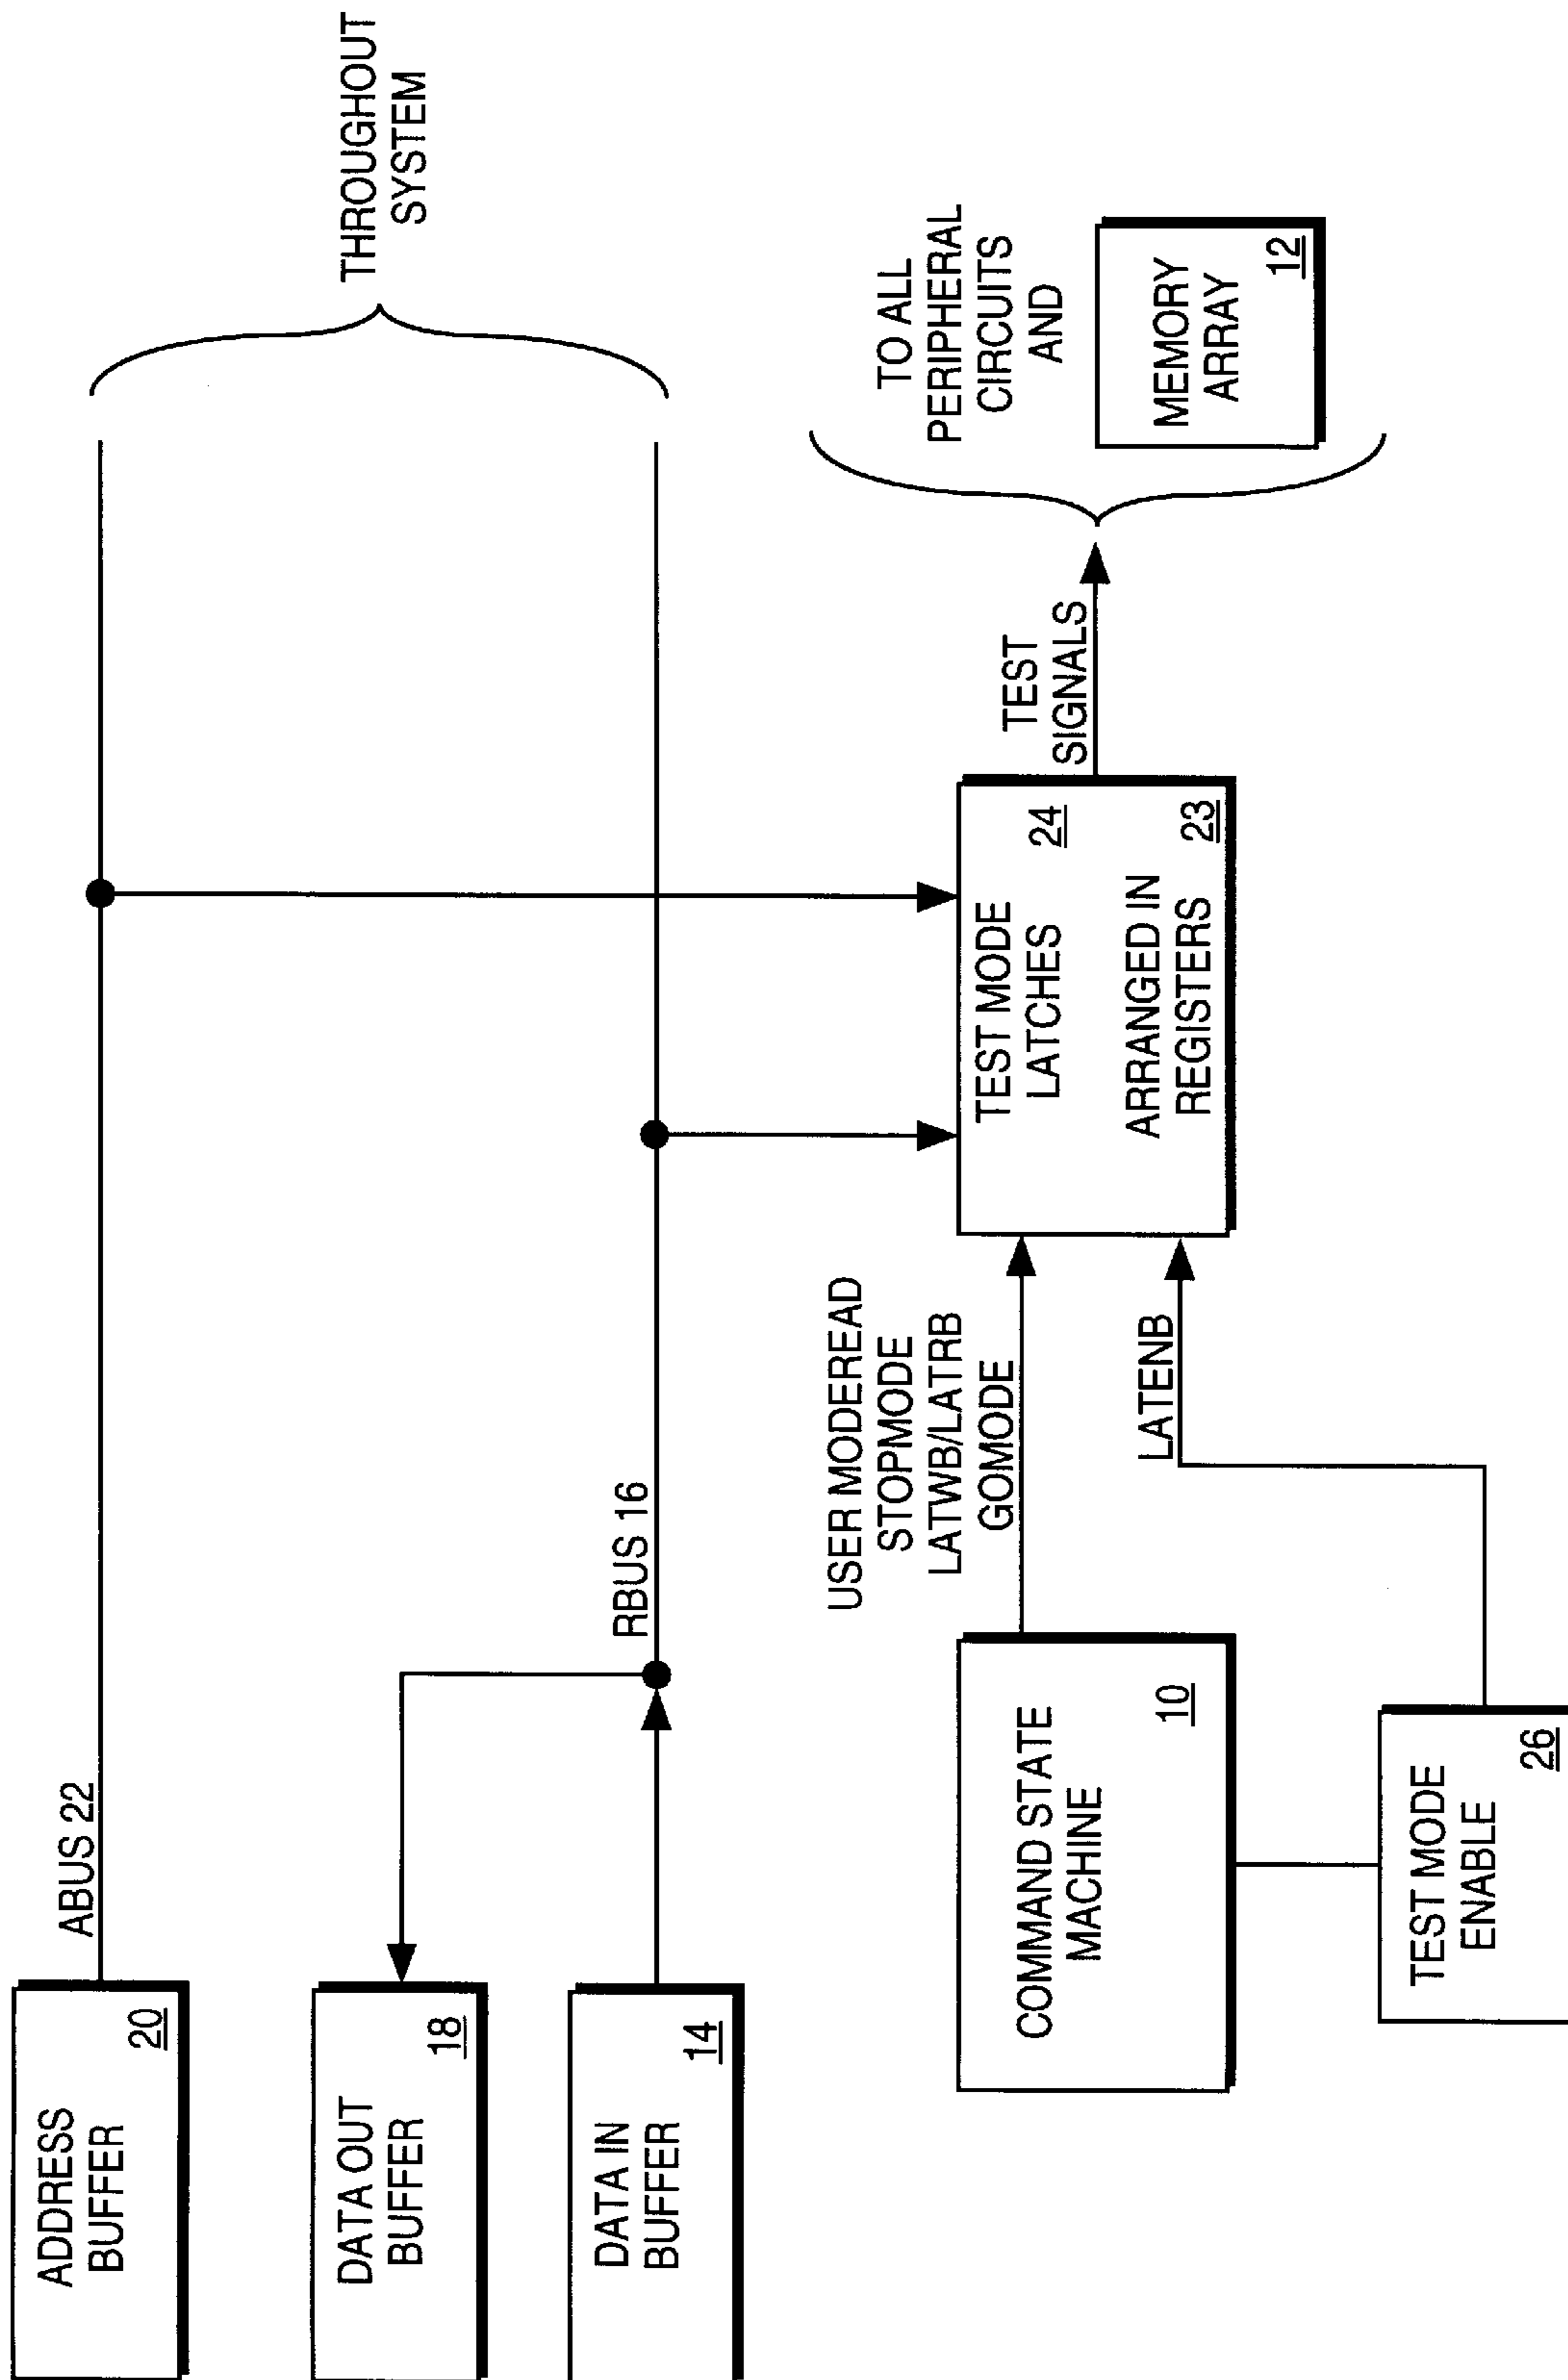 ADDRESS
BUFFER
20
ABUS 22
THROUGHOUT
SYSTEM
DATA OUT
BUFFER
18
DATA IN
BUFFER
14
RBUS 16
COMMAND STATE
MACHINE
10
USER MODEREAD
STOPMODE
LATWB/LATRB
GOMODE
LATENB
TEST MODE
ENABLE
26
TEST MODE
LATCHES
24
ARRANGED IN
REGISTERS
23
TEST
SIGNALS
TO ALL
PERIPHERAL
CIRCUITS
AND
MEMORY
ARRAY
12